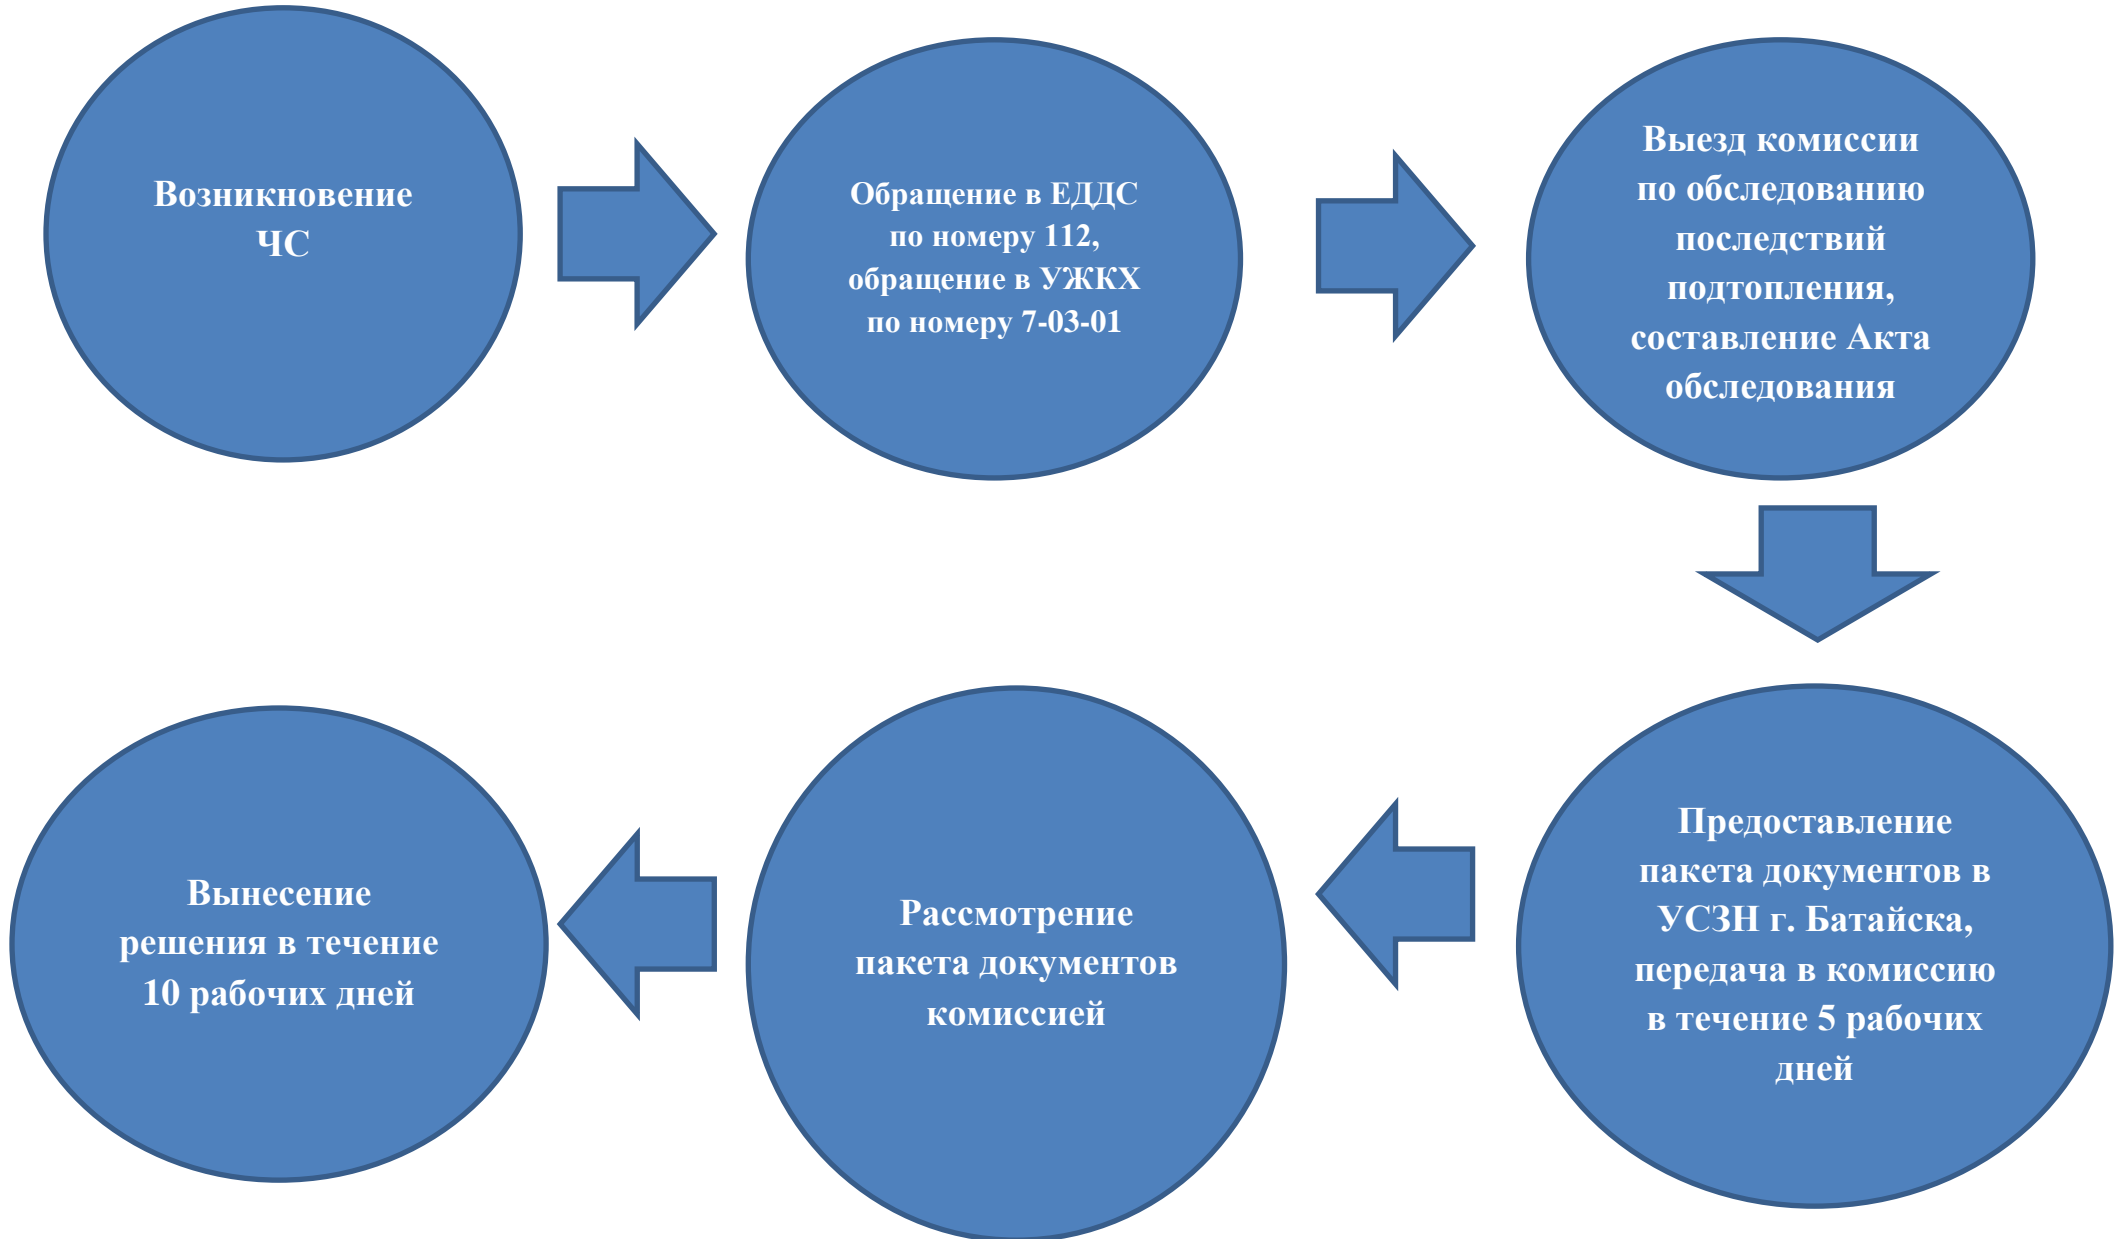 Возникновение
ЧС
Обращение в ЕДДС
по номеру 112,
обращение в УЖКХ
по номеру 7-03-01
Выезд комиссии
по обследованию
последствий
подтопления,
составление Акта
обследования
Предоставление
пакета документов в
УСЗН г. Батайска,
передача в комиссию
в течение 5 рабочих
дней
Рассмотрение
пакета документов
комиссией
Вынесение
решения в течение
10 рабочих дней